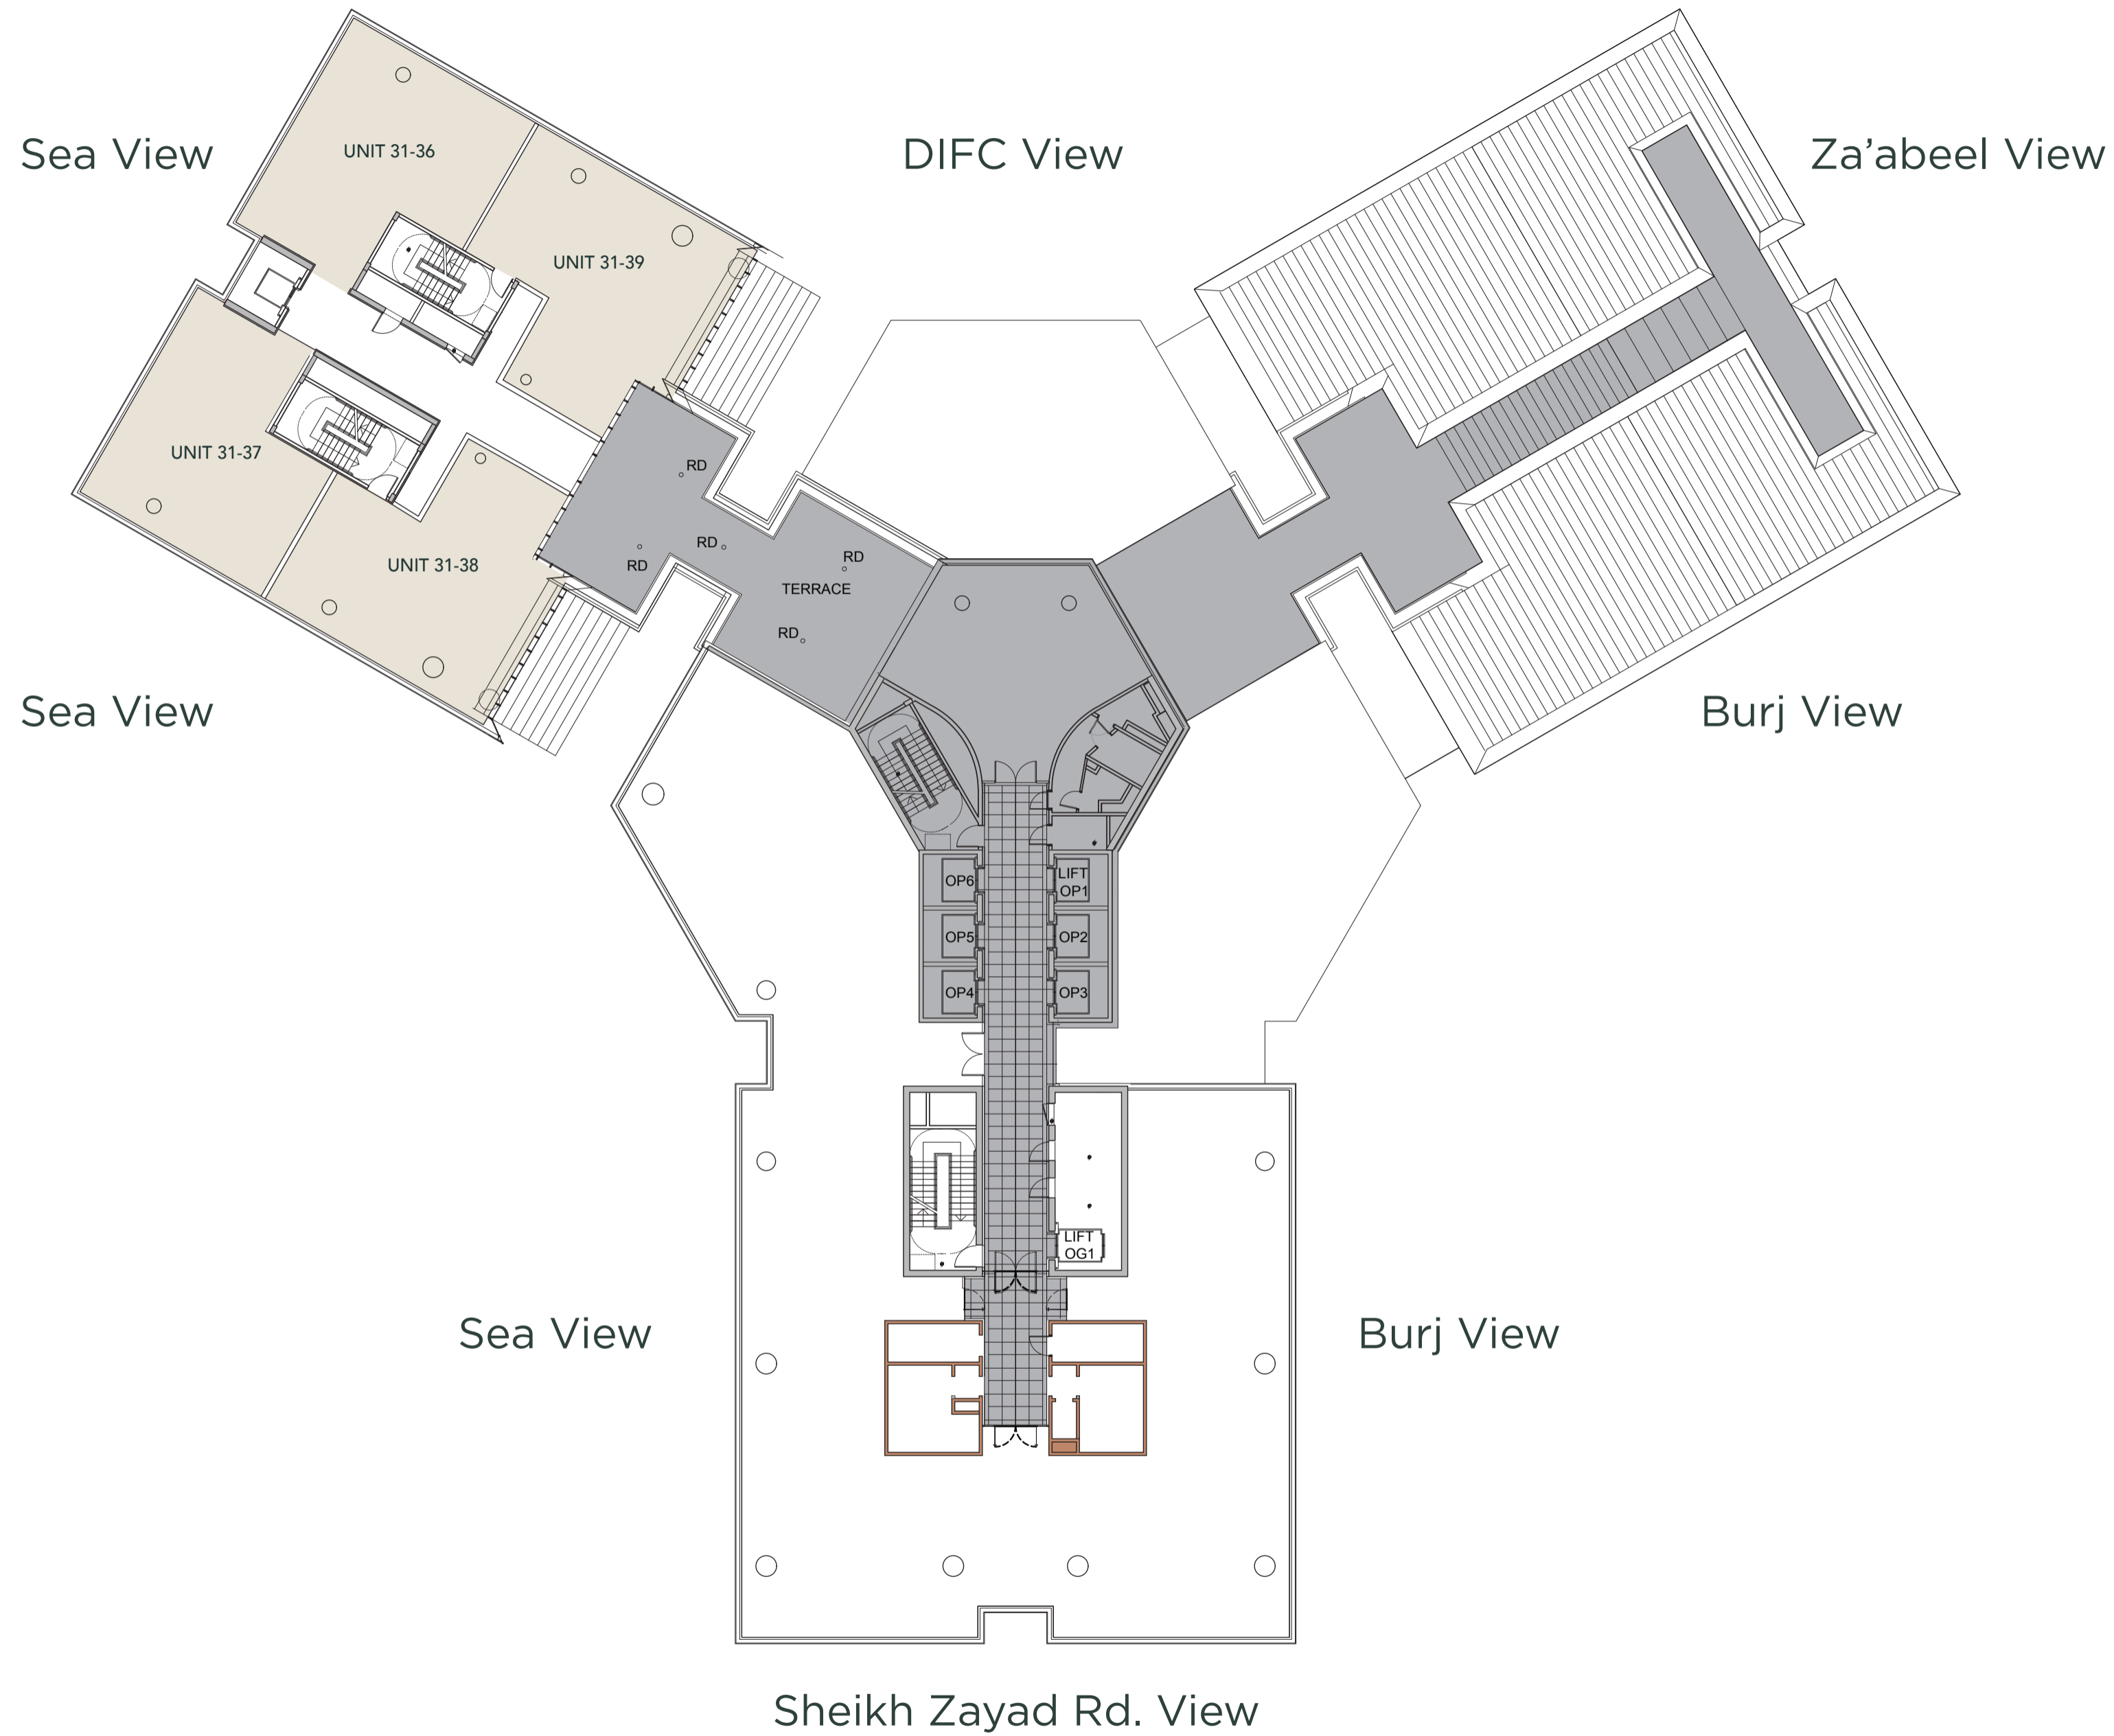 Sea View
DIFC View
Za’abeel View
UNIT 31-36
UNIT 31-39
UNIT 31-37
UNIT 31-38
RD
RD
RD
RD
TERRACE
RD
Sea View
Burj View
OP6
LIFT
OP1
OP5
OP2
OP4
OP3
LIFT
OG1
Sea View
Burj View
Sheikh Zayad Rd. View